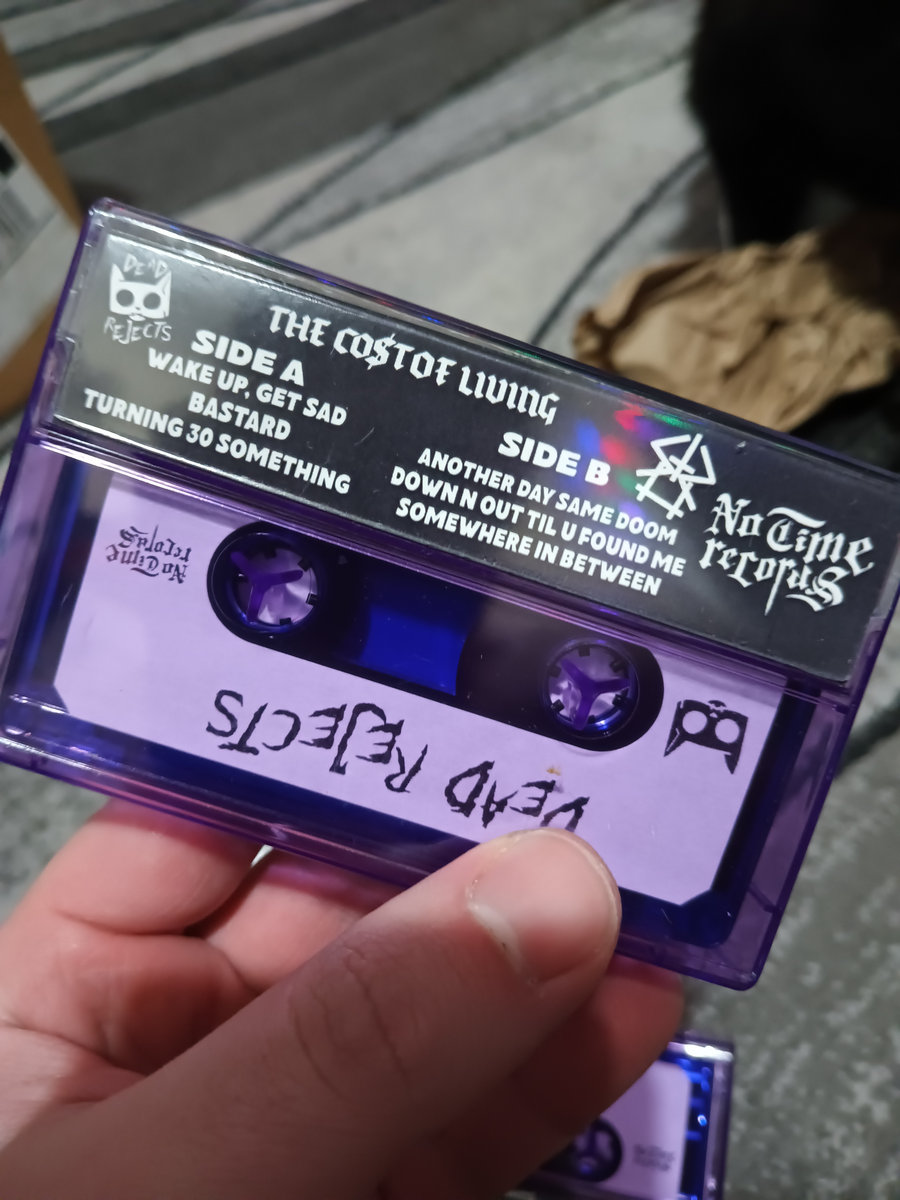 DEAD
REJECTS
THE CO$T OF LIVING
SIDE A
WAKE UP, GET SAD
BASTARD
TURNING 30 SOMETHING
SIDE B
ANOTHER DAY SAME DOOM
DOWN N OUT TIL U FOUND ME
SOMEWHERE IN BETWEEN
No Time
records
No Time
records
DEAD REJECTS